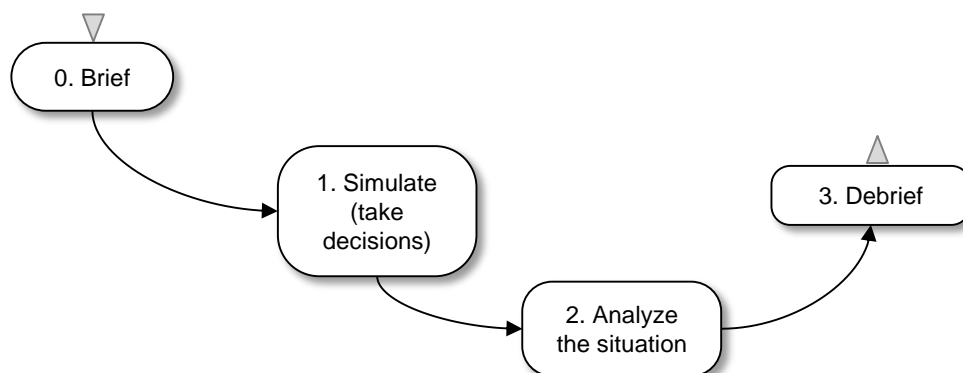 0. Brief
1. Simulate
(take
decisions)
3. Debrief
2. Analyze
the situation